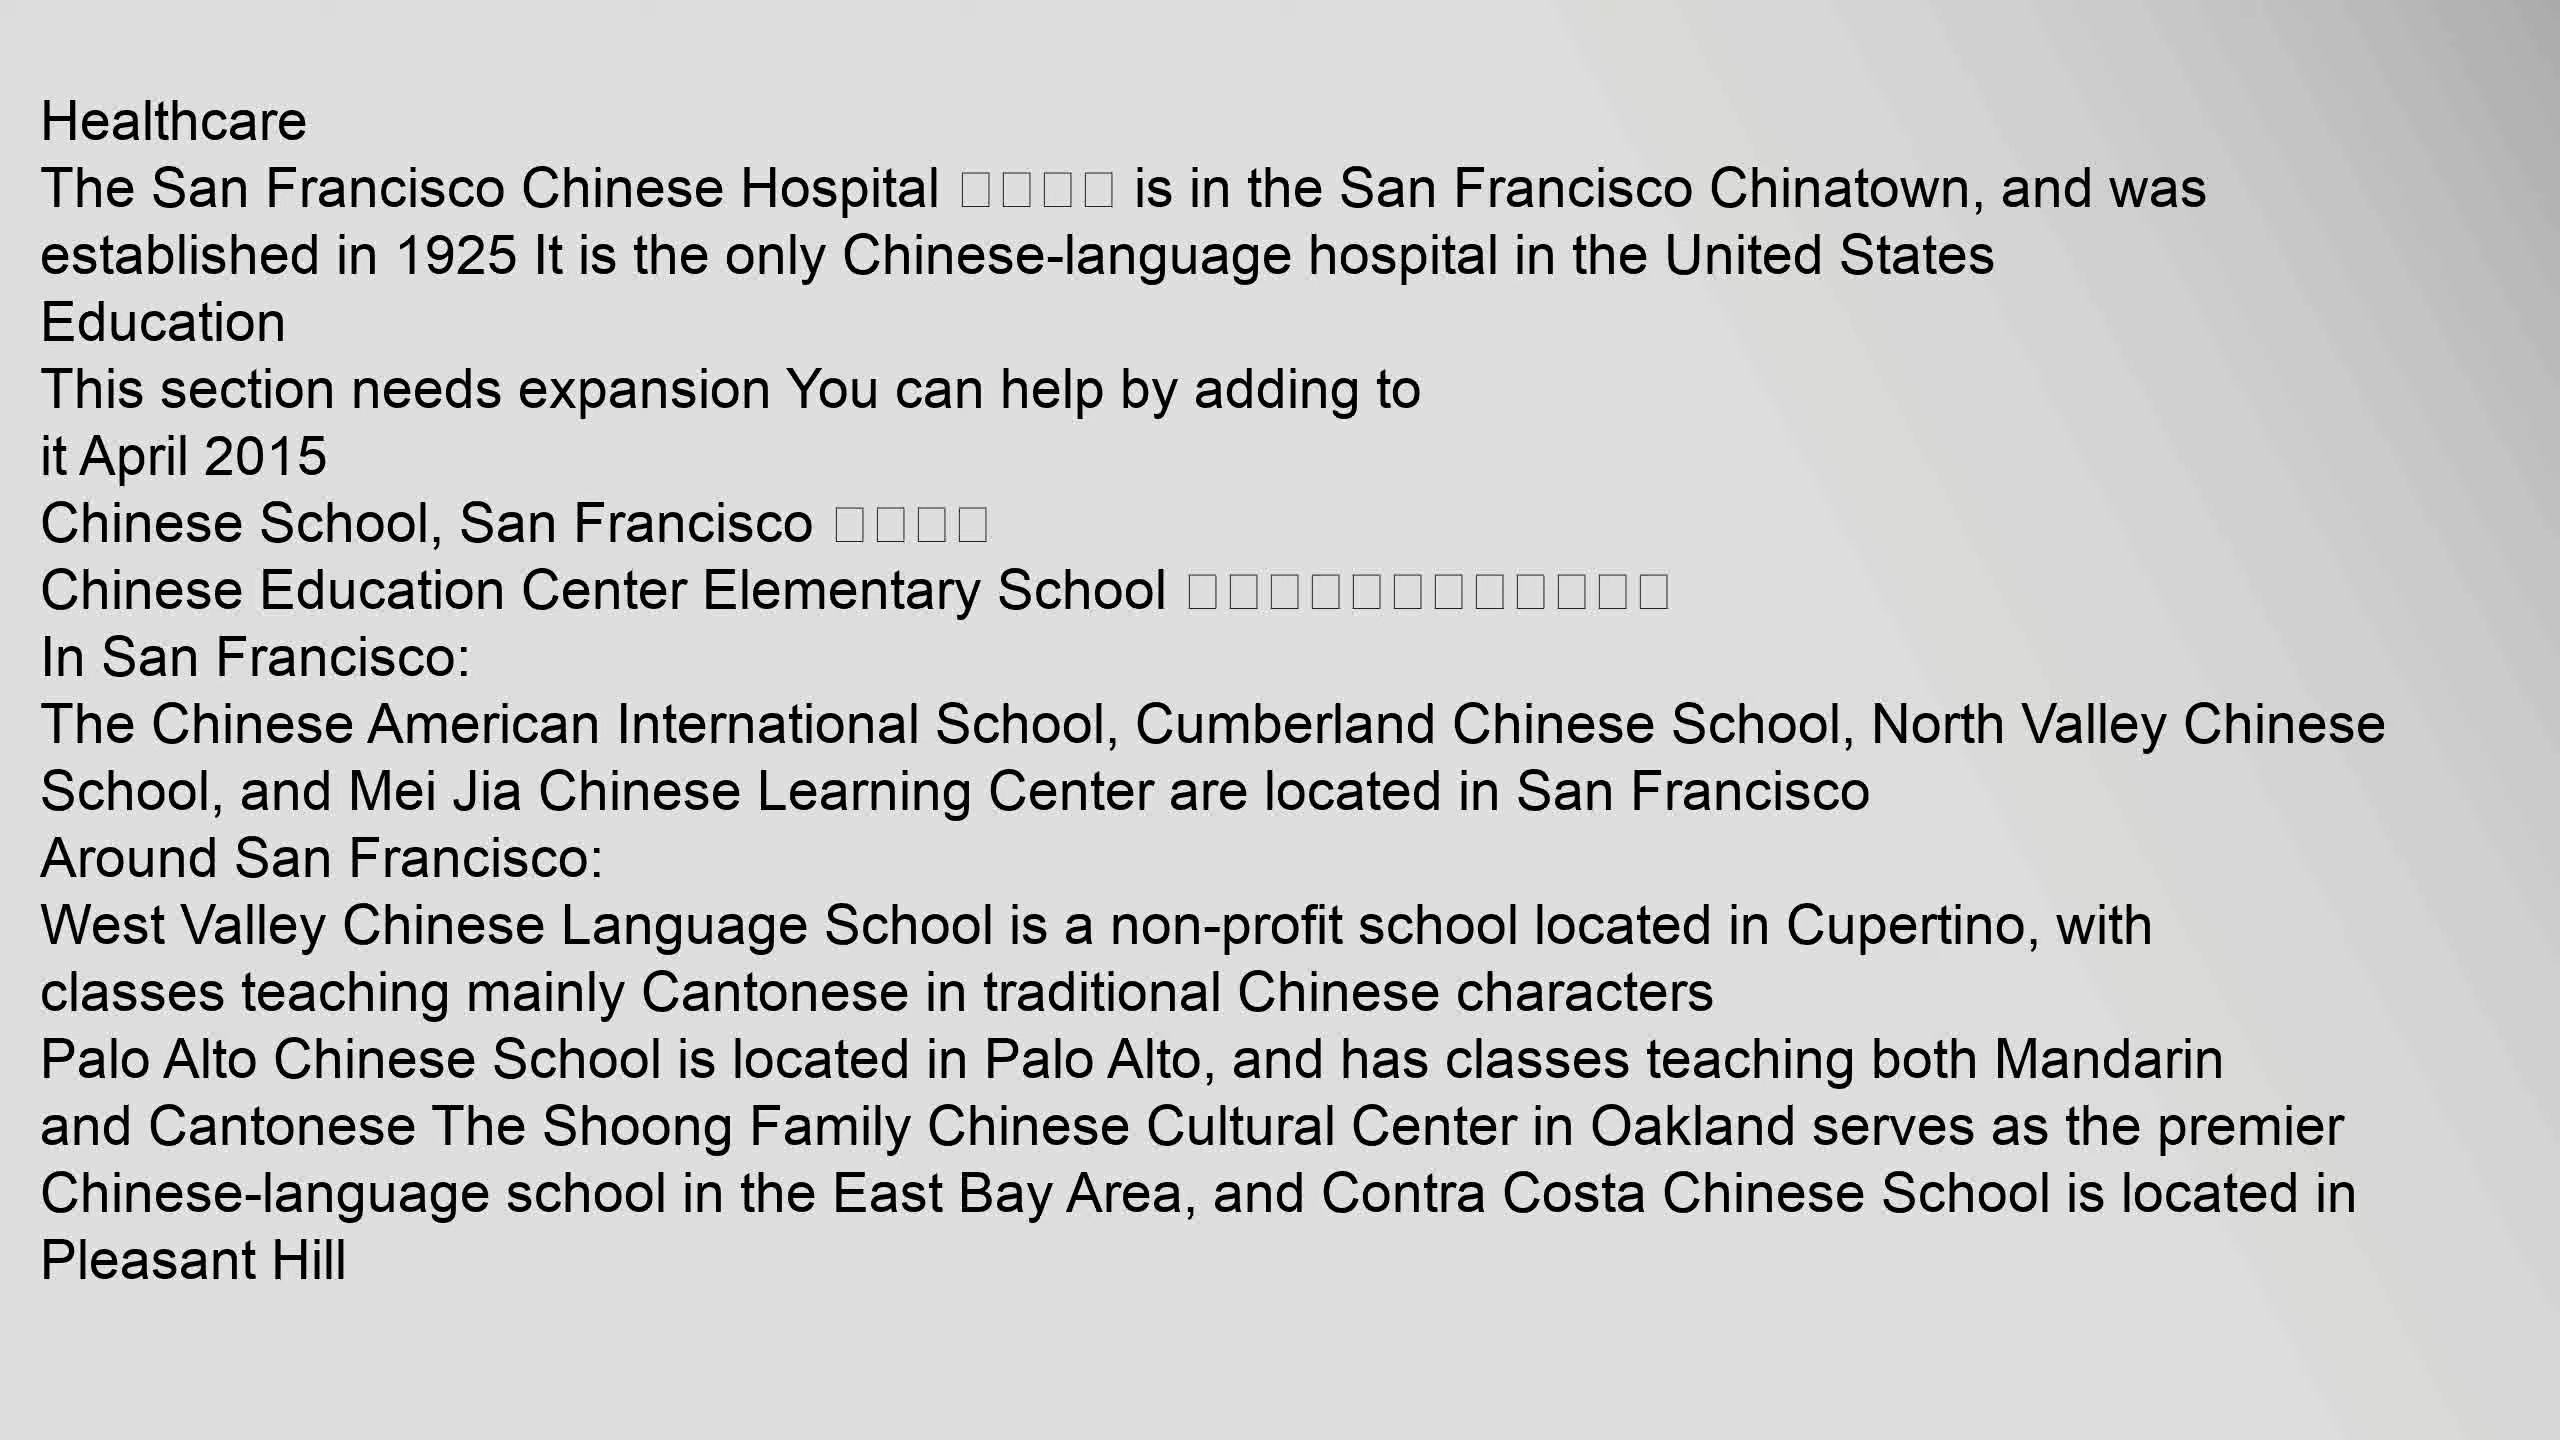 Healthcare
The San Francisco Chinese Hospital □□□□ is in the San Francisco Chinatown, and was
established in 1925 It is the only Chinese-language hospital in the United States
Education
This section needs expansion You can help by adding to
it April 2015
Chinese School, San Francisco □□□□
Chinese Education Center Elementary School □□□□□□□□□□□□
In San Francisco:
The Chinese American International School, Cumberland Chinese School, North Valley Chinese
School, and Mei Jia Chinese Learning Center are located in San Francisco
Around San Francisco:
West Valley Chinese Language School is a non-profit school located in Cupertino, with
classes teaching mainly Cantonese in traditional Chinese characters
Palo Alto Chinese School is located in Palo Alto, and has classes teaching both Mandarin
and Cantonese The Shoong Family Chinese Cultural Center in Oakland serves as the premier
Chinese-language school in the East Bay Area, and Contra Costa Chinese School is located in
Pleasant Hill